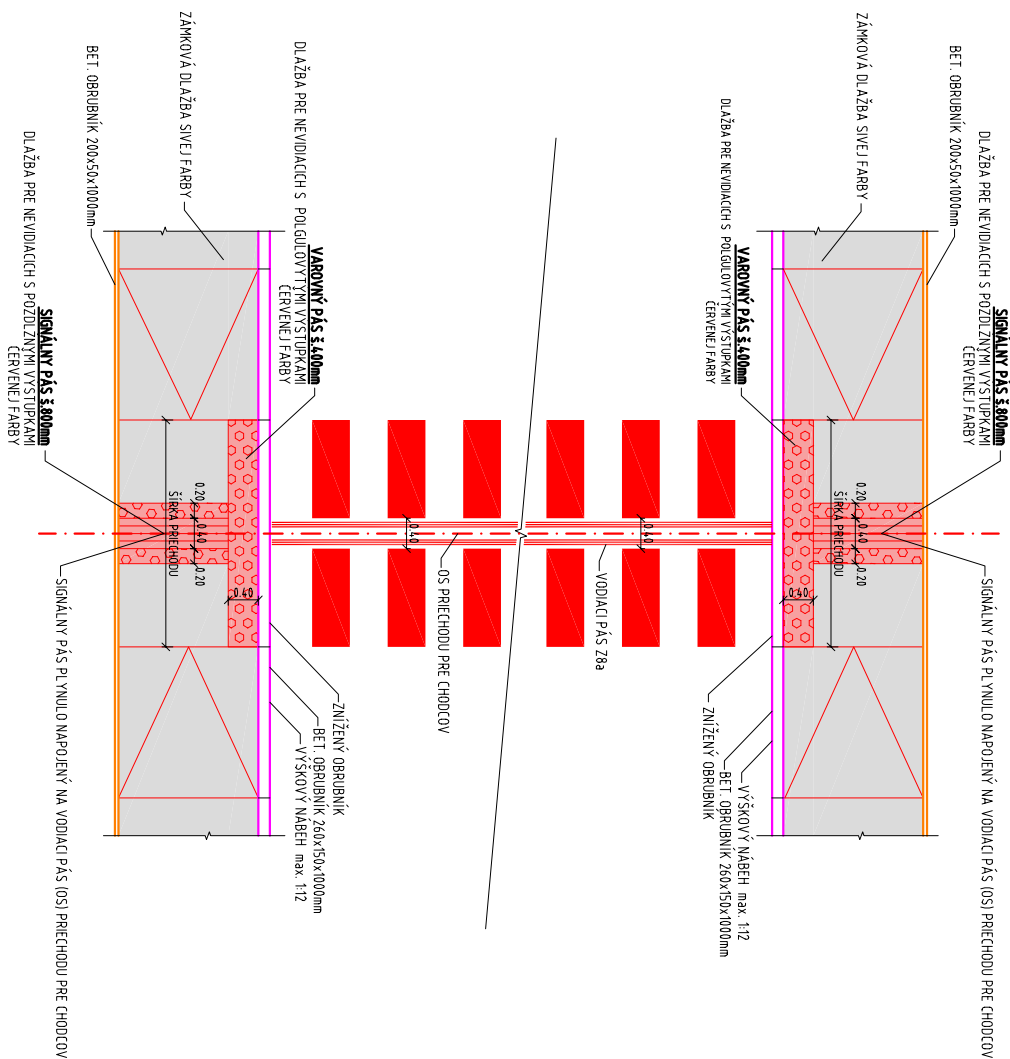 SIGNÁLNY PÁS š.800mm
DLAŽBA PRE NEVIDIACICH S POZDĹŽNYMI VÝSTUPKAMI
ČERVENEJ FARBY
BET. OBRUBNÍK 200x50x1000mm
ZÁMKOVÁ DLAŽBA SIVEJ FARBY
VAROVNÝ PÁS š.400mm
DLAŽBA PRE NEVIDIACICH S POLGUĽOVÝTÝMI VÝSTUPKAMI
ČERVENEJ FARBY
0.20
0.40
0.20
ŠÍRKA PRIECHODU
0.40
SIGNÁLNY PÁS PLYNULO NAPOJENÝ NA VODIACI PÁS (OS) PRIECHODU PRE CHODCOV
VÝŠKOVÝ NÁBEH max. 1:12
BET. OBRUBNÍK 260x150x1000mm
ZNÍŽENÝ OBRUBNÍK
0.40
VODIACI PÁS Z8a
OS PRIECHODU PRE CHODCOV
0.40
ZNÍŽENÝ OBRUBNÍK
BET. OBRUBNÍK 260x150x1000mm
VÝŠKOVÝ NÁBEH max. 1:12
VAROVNÝ PÁS š.400mm
DLAŽBA PRE NEVIDIACICH S POLGUĽOVÝTÝMI VÝSTUPKAMI
ČERVENEJ FARBY
0.40
ŠÍRKA PRIECHODU
0.20
0.40
0.20
ZÁMKOVÁ DLAŽBA SIVEJ FARBY
BET. OBRUBNÍK 200x50x1000mm
SIGNÁLNY PÁS š.800mm
DLAŽBA PRE NEVIDIACICH S POZDĹŽNYMI VÝSTUPKAMI
ČERVENEJ FARBY
SIGNÁLNY PÁS PLYNULO NAPOJENÝ NA VODIACI PÁS (OS) PRIECHODU PRE CHODCOV